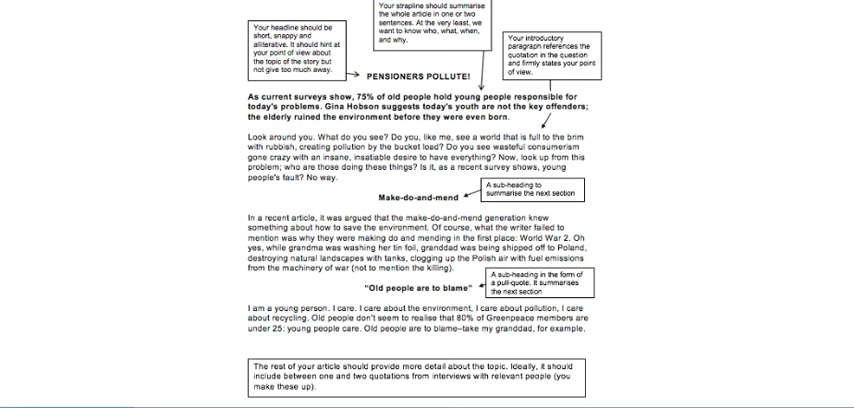 Your strapline should summarise
the whole article in one or two
sentences. At the very least, we
want to know who, what, when,
and why.
Your headline should be
short, snappy and
alliterative. It should hint at
your point of view about
the topic of the story but
not give too much away.
Your introductory
paragraph references the
quotation in the question
and firmly states your point
of view.
PENSIONERS POLLUTE!
As current surveys show, 75% of old people hold young people responsible for
today's problems. Gina Hobson suggests today's youth are not the key offenders;
the elderly ruined the environment before they were even born.
Look around you. What do you see? Do you, like me, see a world that is full to the brim
with rubbish, creating pollution by the bucket load? Do you see wasteful consumerism
gone crazy with an insane, insatiable desire to have everything? Now, look up from this
problem; who are those doing these things? Is it, as a recent survey shows, young
people's fault? No way.
A sub-heading to
summarise the next section
Make-do-and-mend
In a recent article, it was argued that the make-do-and-mend generation knew
something about how to save the environment. Of course, what the writer failed to
mention was why they were making do and mending in the first place: World War 2. Oh
yes, while grandma was washing her tin foil, granddad was being shipped off to Poland,
destroying natural landscapes with tanks, clogging up the Polish air with fuel emissions
from the machinery of war (not to mention the killing).
A sub-heading in the form of
a pull-quote. It summarises
the next section
"Old people are to blame"
I am a young person. I care. I care about the environment, I care about pollution, I care
about recycling. Old people don't seem to realise that 80% of Greenpeace members are
under 25: young people care. Old people are to blame–take my granddad, for example.
The rest of your article should provide more detail about the topic. Ideally, it should
include between one and two quotations from interviews with relevant people (you
make these up).